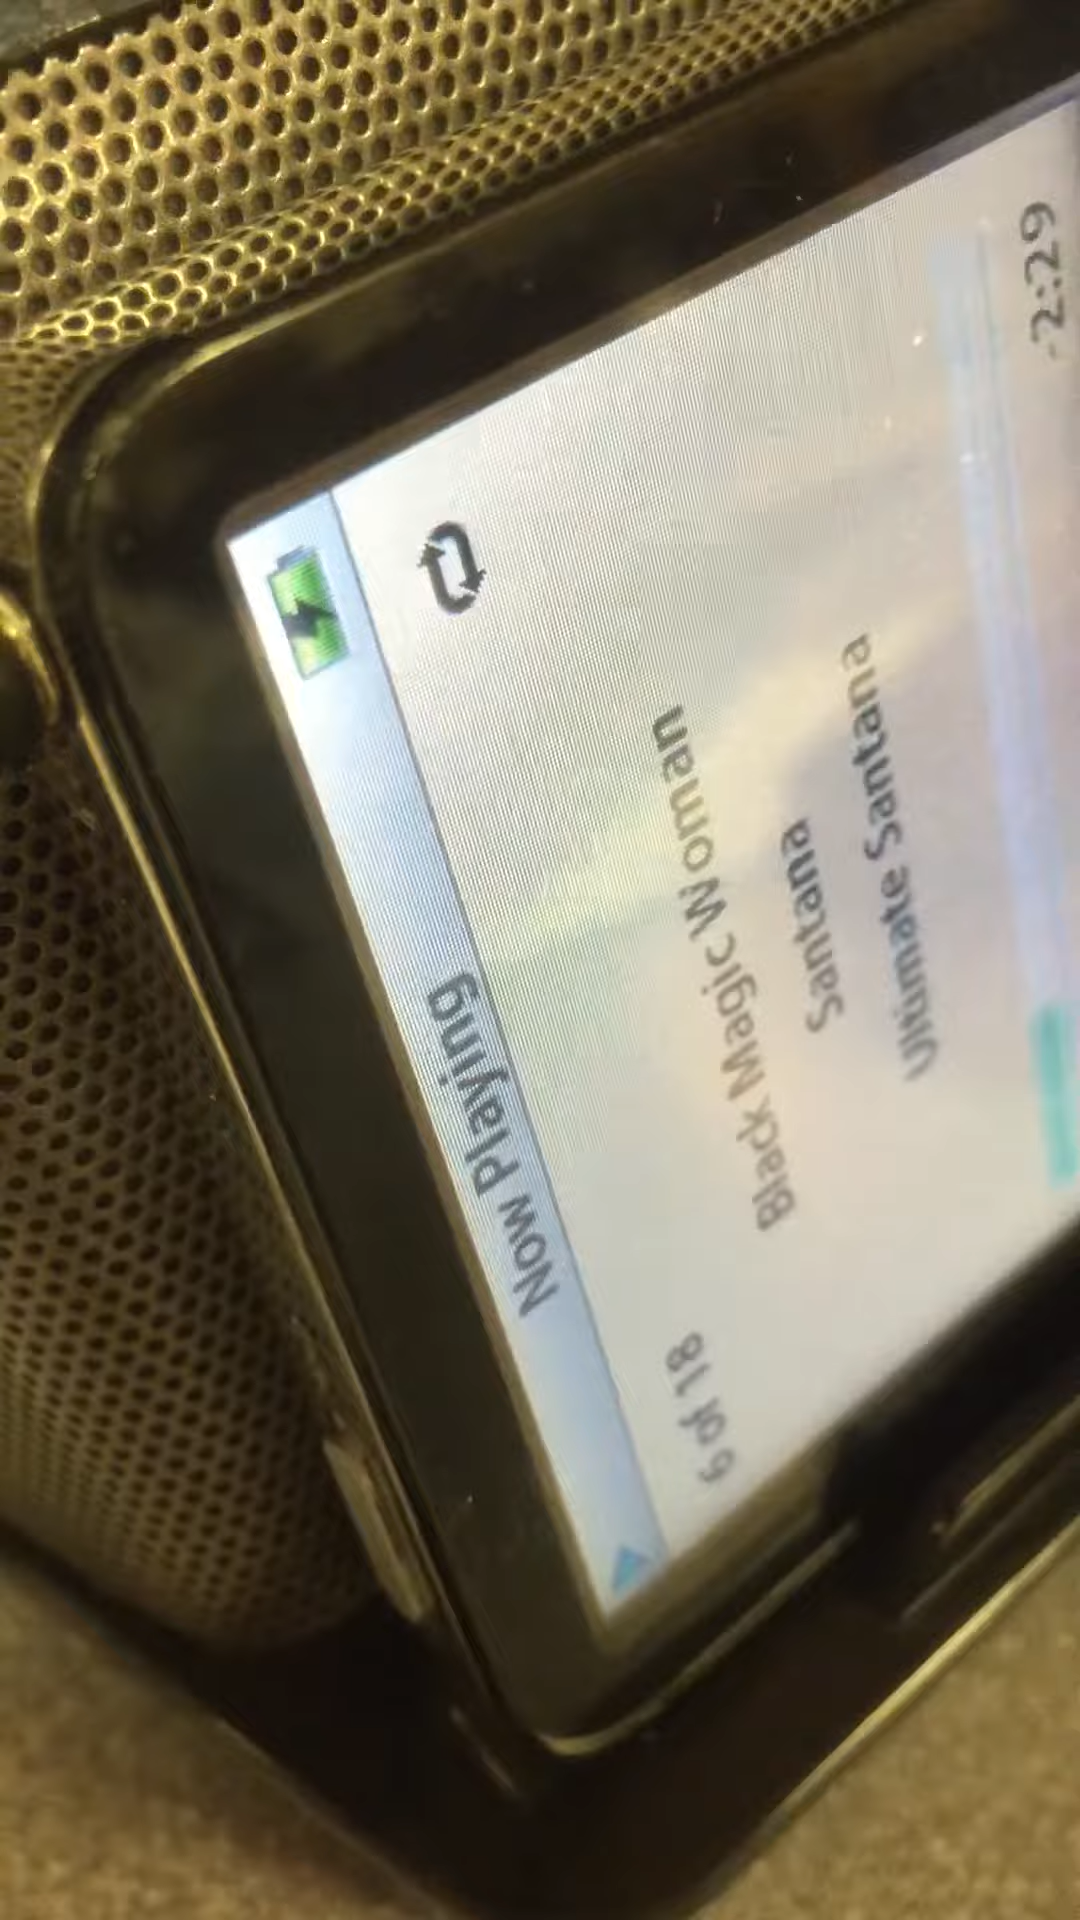 Now Playing
6 of 18
Black Magic Woman
Santana
Ultimate Santana
-2:29